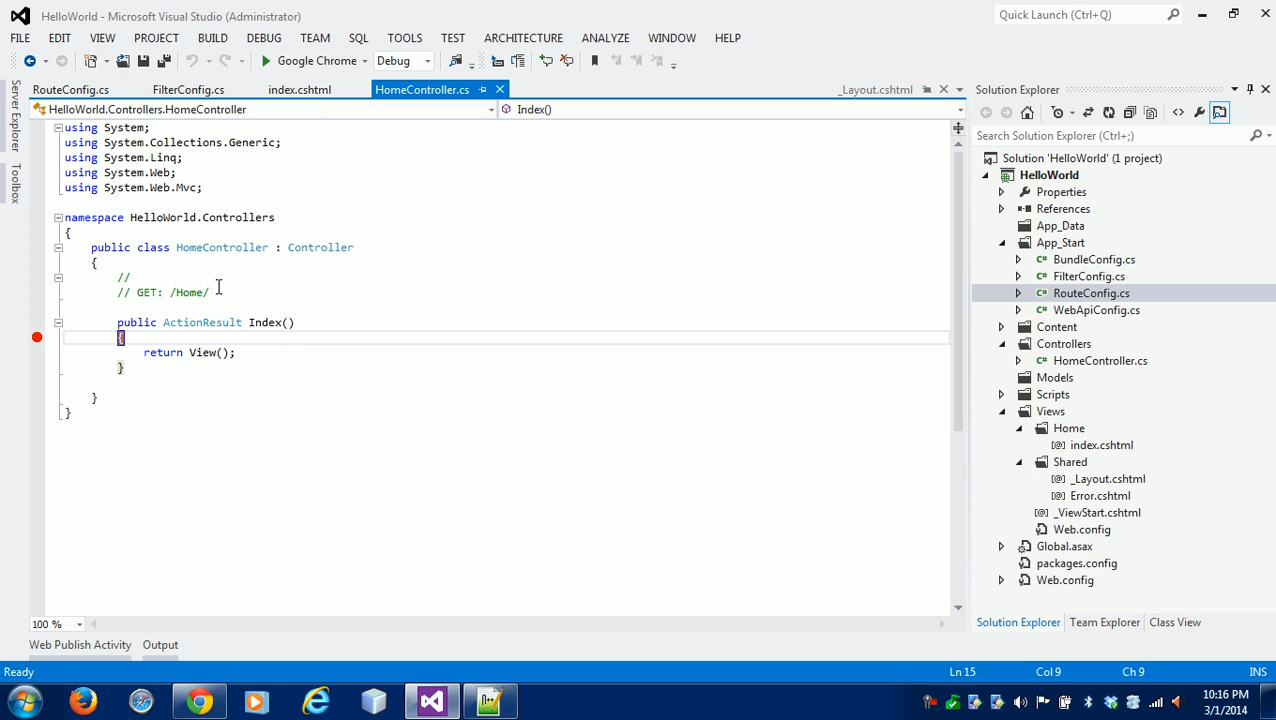 HelloWorld - Microsoft Visual Studio (Administrator)
Quick Launch (Ctrl+Q)
FILE EDIT VIEW PROJECT BUILD DEBUG TEAM SQL TOOLS TEST ARCHITECTURE ANALYZE WINDOW HELP
Google Chrome Debug
RouteConfig.cs FilterConfig.cs index.cshtml HomeController.cs _Layout.cshtml
HelloWorld.Controllers.HomeController Index()
Server Explorer
Toolbox
using System;
using System.Collections.Generic;
using System.Linq;
using System.Web;
using System.Web.Mvc;
namespace HelloWorld.Controllers
{
public class HomeController : Controller
{
//
// GET: /Home/
public ActionResult Index()
{
return View();
}
}
}
100 %
Solution Explorer
Search Solution Explorer (Ctrl+;)
Solution 'HelloWorld' (1 project)
HelloWorld
Properties
References
App_Data
App_Start
C# BundleConfig.cs
C# FilterConfig.cs
C# RouteConfig.cs
C# WebApiConfig.cs
Content
Controllers
C# HomeController.cs
Models
Scripts
Views
Home
[@] index.cshtml
Shared
[@] _Layout.cshtml
[@] Error.cshtml
[@] _ViewStart.cshtml
Web.config
Global.asax
packages.config
Web.config
Solution Explorer Team Explorer Class View
Web Publish Activity Output
Ready Ln 15 Col 9 Ch 9 INS
10:16 PM
3/1/2014